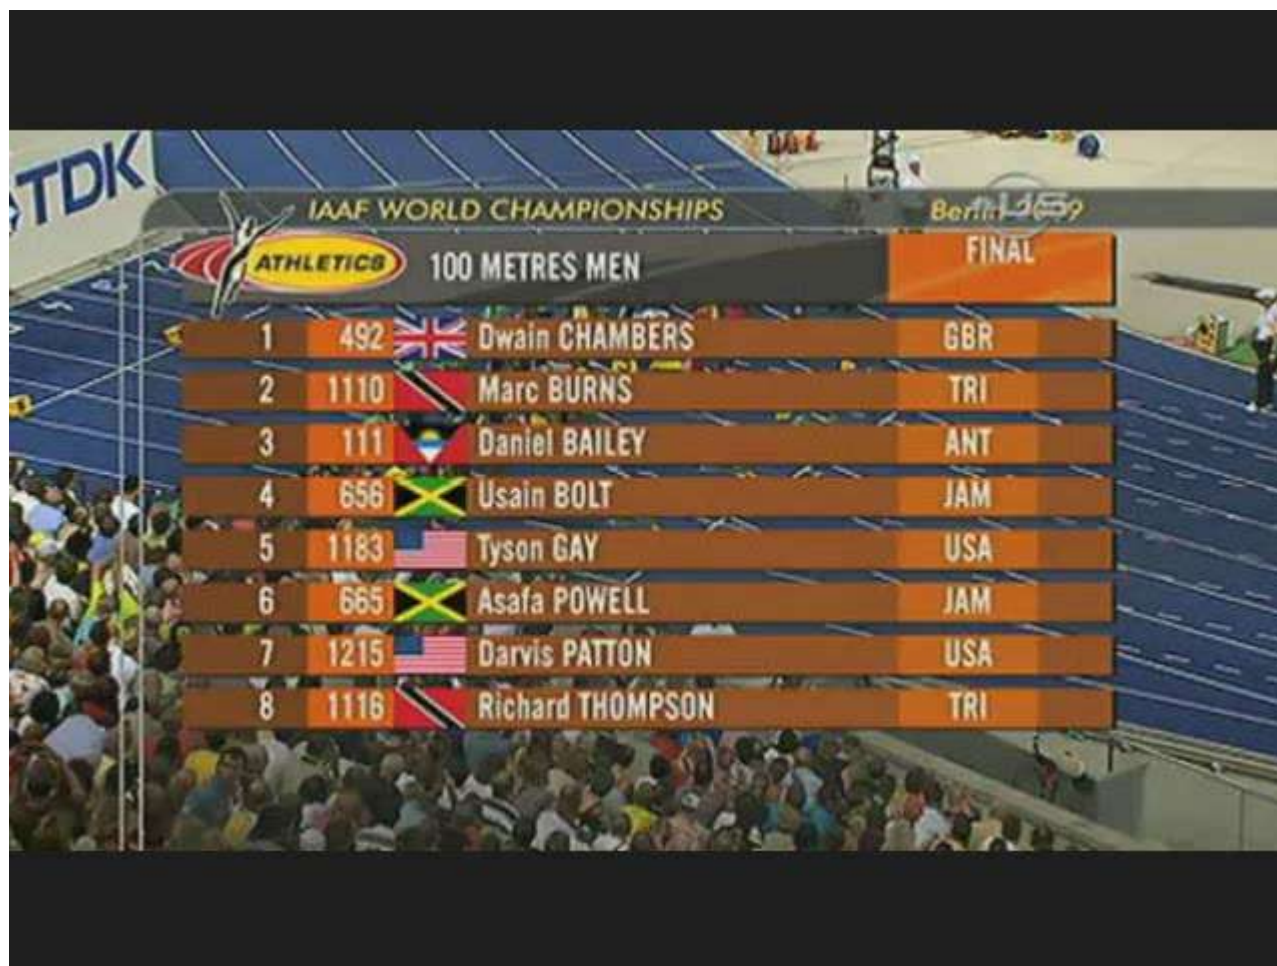 TDK
IAAF WORLD CHAMPIONSHIPS Berlin 2009
ATHLETICS 100 METRES MEN FINAL
1 492 Dwain CHAMBERS GBR
2 1110 Marc BURNS TRI
3 111 Daniel BAILEY ANT
4 656 Usain BOLT JAM
5 1183 Tyson GAY USA
6 665 Asafa POWELL JAM
7 1215 Darvis PATTON USA
8 1116 Richard THOMPSON TRI